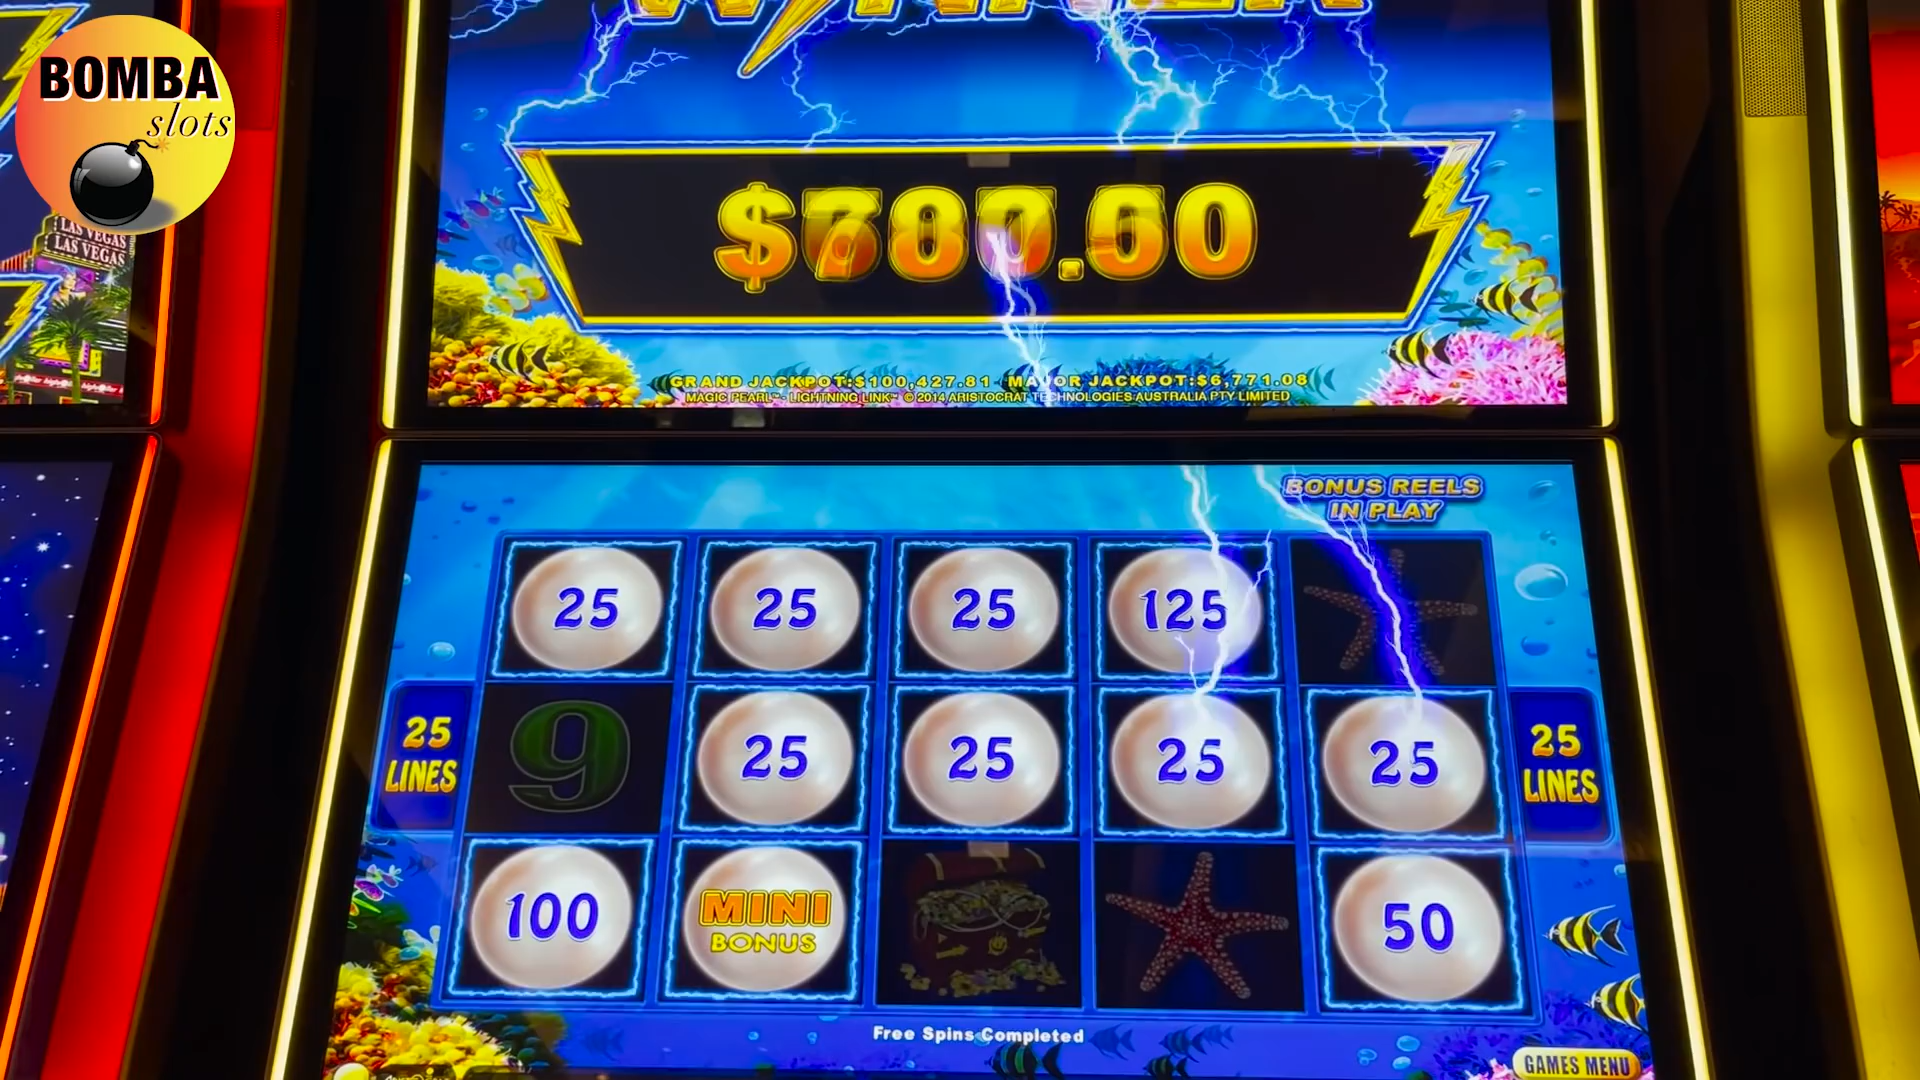 BOMBA
slots
LAS VEGAS
LAS VEGAS
GRAND JACKPOT:$100,427.81 MAJOR JACKPOT:$6,771.08
MAGIC PEARL™ - LIGHTNING LINK™ © 2014 ARISTOCRAT TECHNOLOGIES AUSTRALIA PTY LIMITED
BONUS REELS
IN PLAY
25 25 25 125
25
LINES
9 25 25 25 25
25
LINES
100 MINI
BONUS
50
Free Spins Completed
GAMES MENU